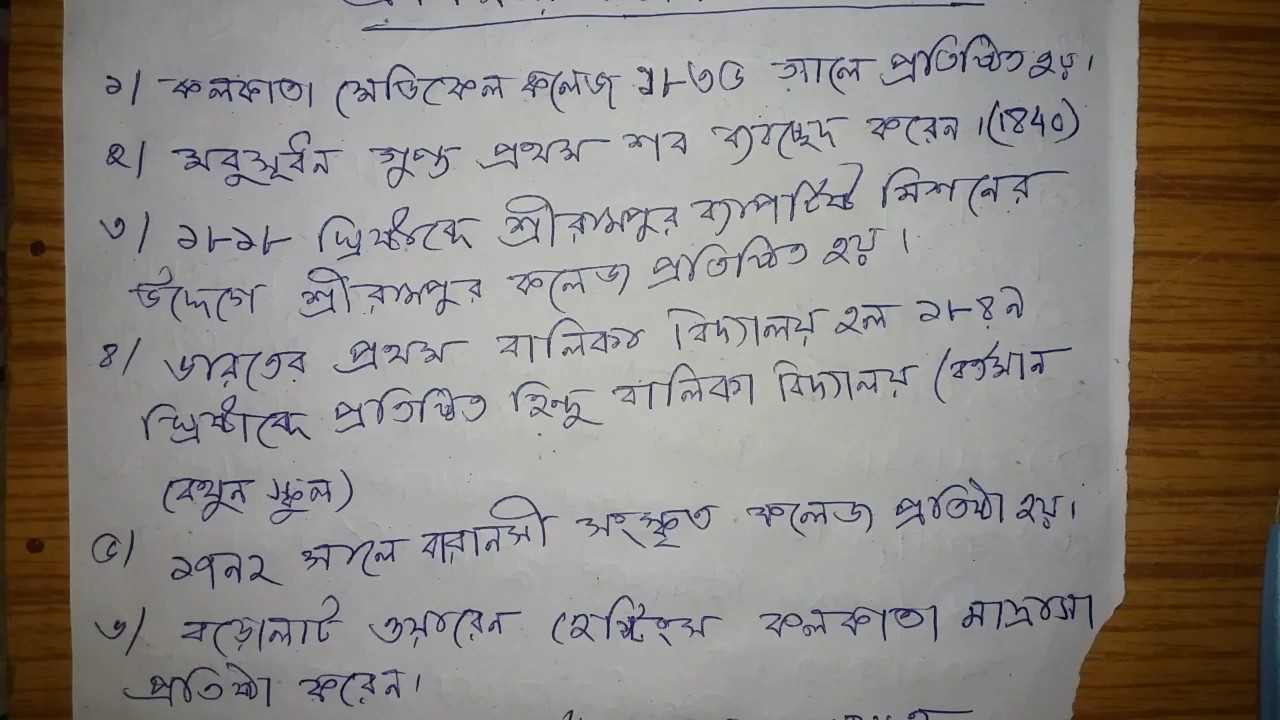 ১/ কলকাতা মেডিকেল কলেজ ১৮৩৫ সালে প্রতিষ্ঠিত হয়।
২/ মধুসূদন গুপ্ত প্রথম শব ব্যবচ্ছেদ করেন।(1840)
৩/ ১৮১৮ খ্রিষ্টাব্দে শ্রীরামপুর ব্যাপটিষ্ট মিশনের
উদ্দেগে শ্রীরামপুর কলেজ প্রতিষ্ঠিত হয়।
৪/ ভারতের প্রথম বালিকা বিদ্যালয় হল ১৮৪৯
খ্রিষ্টাব্দে প্রতিষ্ঠিত হিন্দু বালিকা বিদ্যালয় (বর্তমান
বেথুন স্কুল)
৫/ ১৭৯২ সালে বারানসী সংস্কৃত কলেজ প্রতিষ্ঠা হয়।
৬/ বড়োলাট ওয়ারেন হেস্টিংস কলকাতা মাদ্রাসা
প্রতিষ্ঠা করেন।